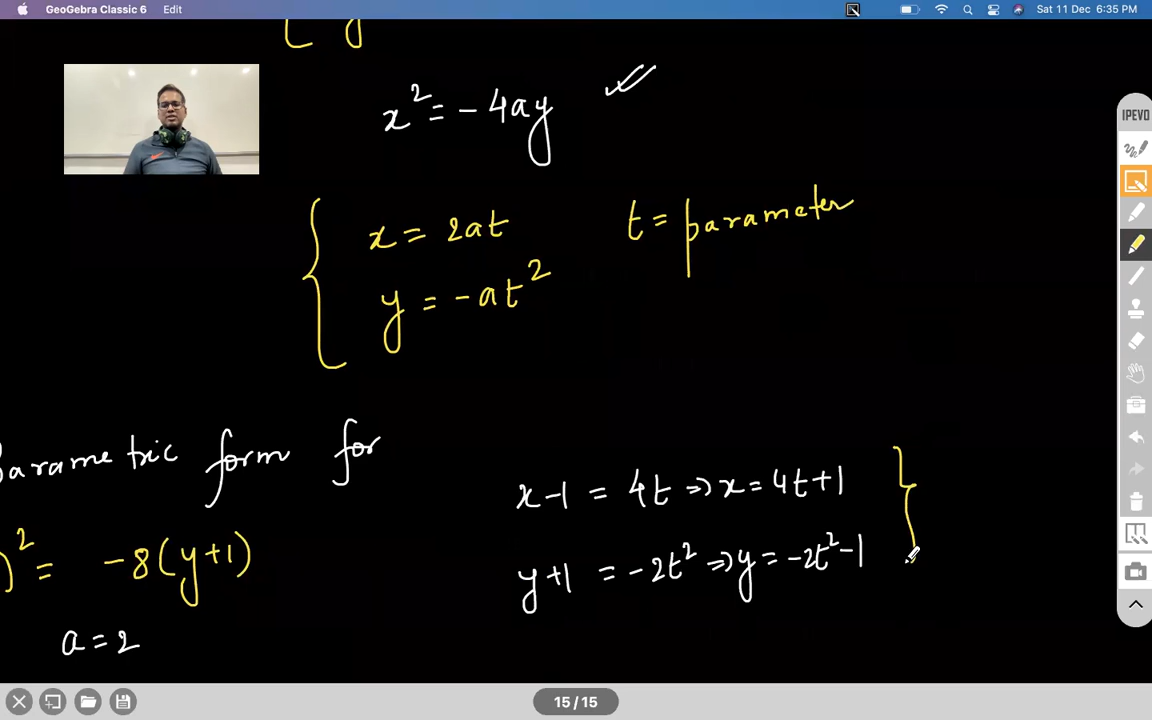 GeoGebra Classic 6 Edit Sat 11 Dec 6:35 PM
x² = -4ay
x = 2at t = parameter
y = -at²
IPEVO
Parametric form for
x-1 = 4t ⇒ x = 4t+1
)² = -8(y+1)
y+1 = -2t² ⇒ y = -2t²-1
a = 2
15/15